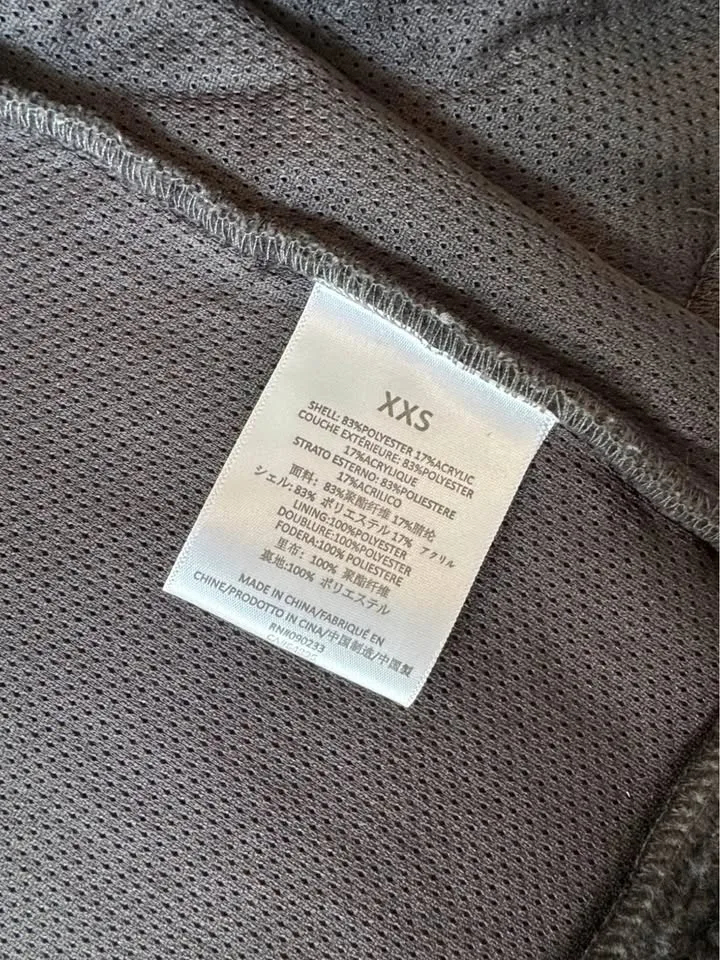 XXS
SHELL: 83%POLYESTER 17%ACRYLIC
COUCHE EXTÉRIEURE: 83%POLYESTER
17%ACRYLIQUE
STRATO ESTERNO: 83%POLIESTERE
17%ACRILICO
面料: 83%聚酯纤维 17%腈纶
シェル: 83% ポリエステル 17% アクリル
LINING:100%POLYESTER
DOUBLURE:100%POLYESTER
FODERA:100% POLIESTERE
里布: 100% 聚酯纤维
裏地:100% ポリエステル
MADE IN CHINA/FABRIQUÉ EN
CHINE/PRODOTTO IN CINA/中国制造/中国製
RN8090233